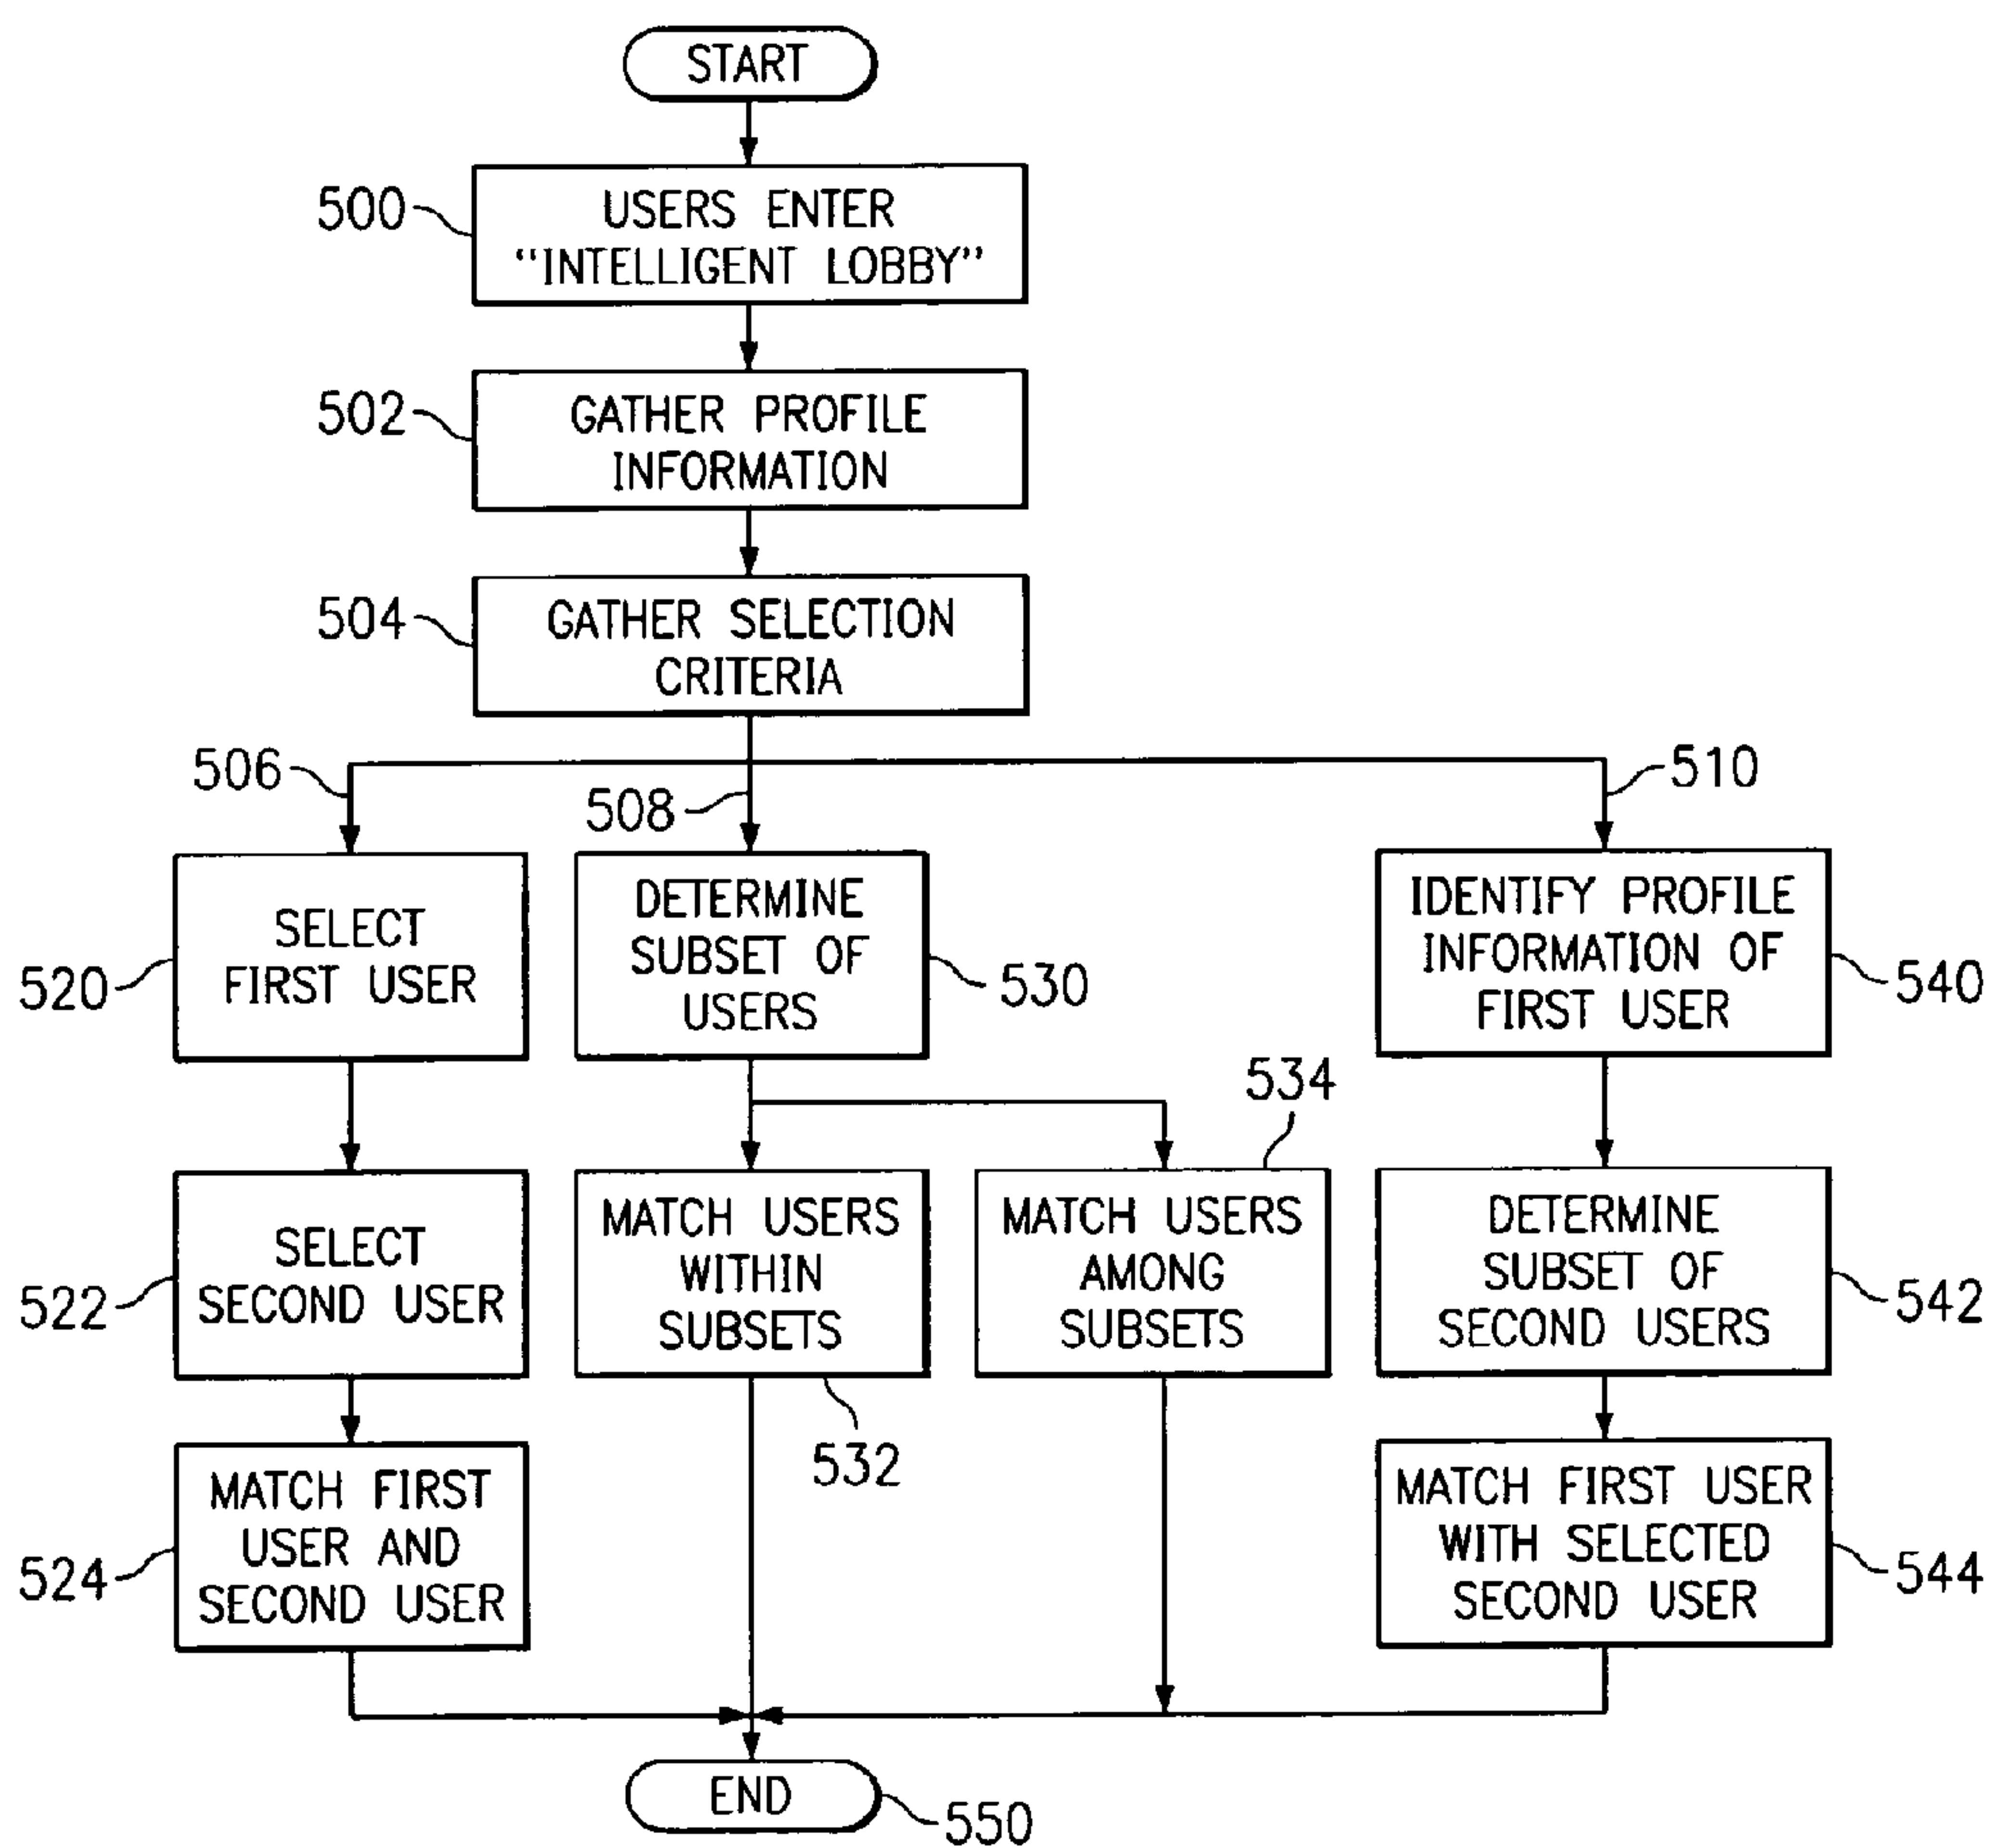 START
500
USERS ENTER
"INTELLIGENT LOBBY"
502
GATHER PROFILE
INFORMATION
504
GATHER SELECTION
CRITERIA
506
508
510
520
SELECT
FIRST USER
DETERMINE
SUBSET OF
USERS
530
IDENTIFY PROFILE
INFORMATION OF
FIRST USER
540
534
522
SELECT
SECOND USER
MATCH USERS
WITHIN
SUBSETS
532
MATCH USERS
AMONG
SUBSETS
DETERMINE
SUBSET OF
SECOND USERS
542
524
MATCH FIRST
USER AND
SECOND USER
MATCH FIRST USER
WITH SELECTED
SECOND USER
544
END
550